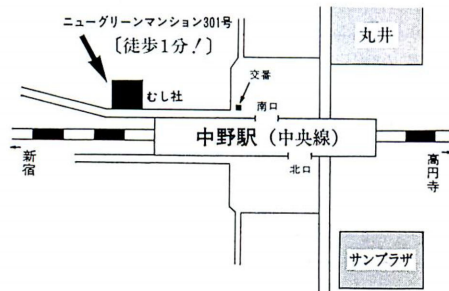 ニューグリーンマンション301号
〔徒歩1分!〕
丸井
交番
むし社
南口
中野駅（中央線）
北口
新宿
高円寺
サンプラザ